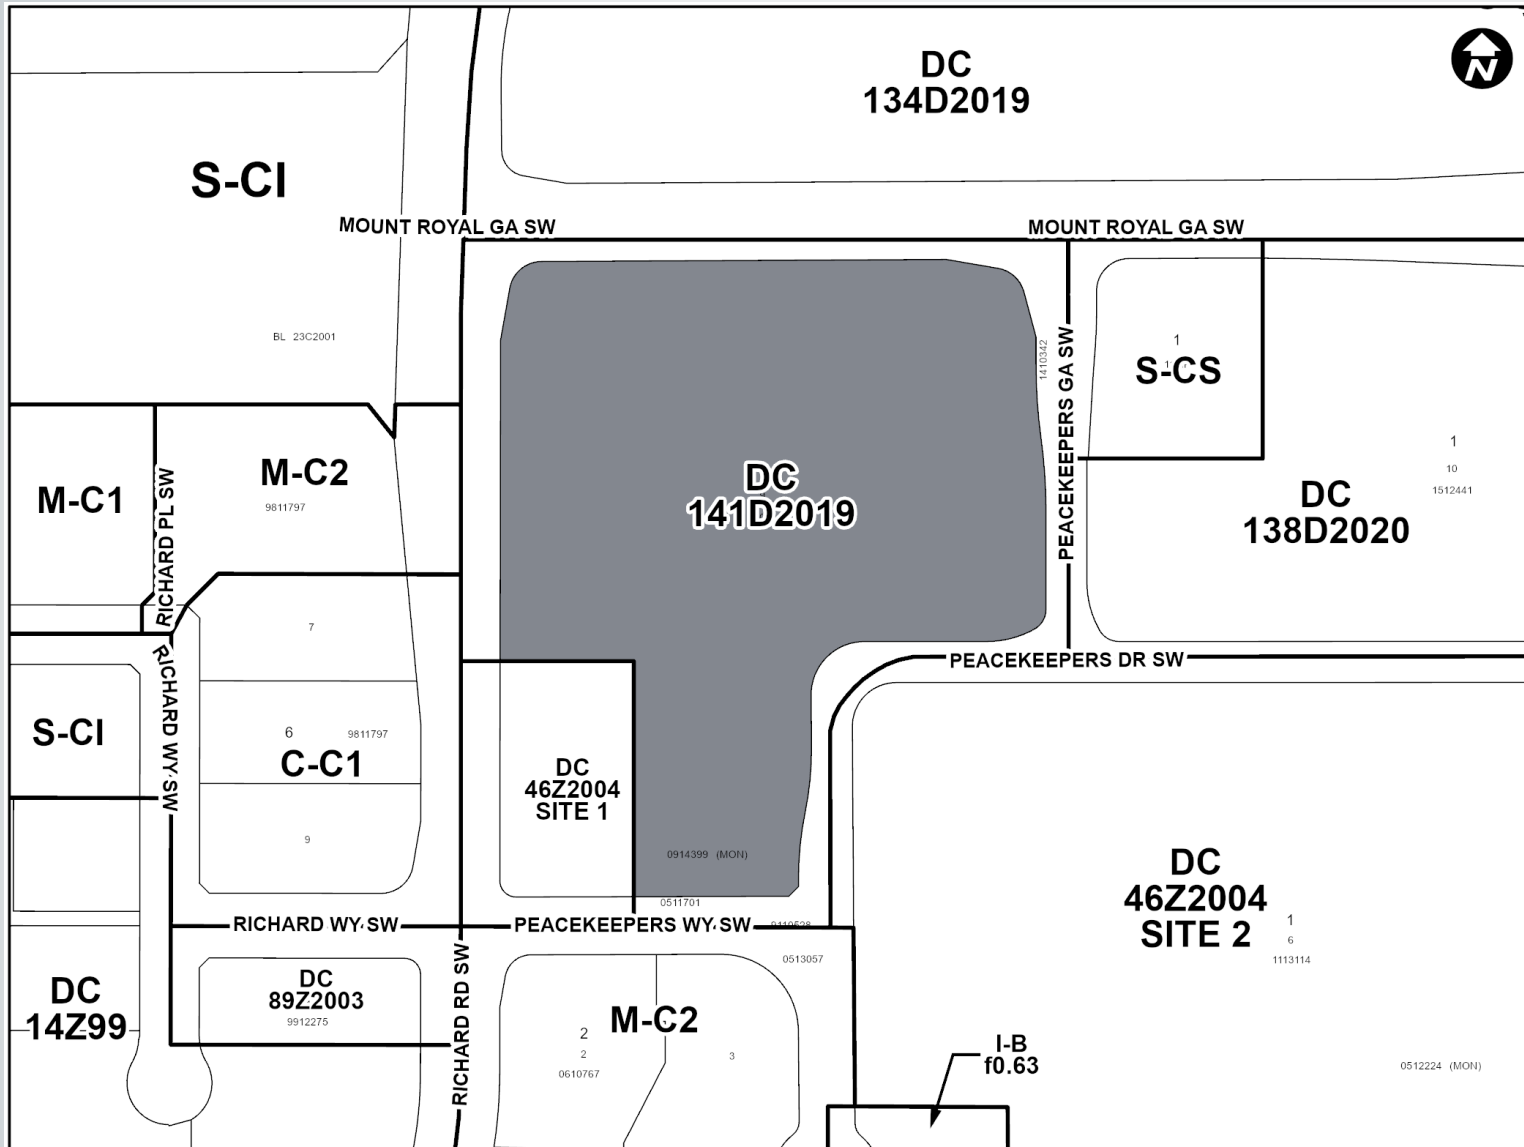 DC
134D2019
N
S-CI
MOUNT ROYAL GA SW
MOUNT ROYAL GA SW
BL 23C2001
1410342
PEACEKEEPERS GA SW
1
S-CS
M-C1
RICHARD PL SW
M-C2
9811797
DC
141D2019
1
10
1512441
DC
138D2020
7
PEACEKEEPERS DR SW
S-CI
RICHARD WY SW
6
9811797
C-C1
9
DC
46Z2004
SITE 1
0914399 (MON)
0511701
DC
46Z2004
SITE 2
1
6
1113114
RICHARD WY SW
PEACEKEEPERS WY SW
0513057
DC
14Z99
DC
89Z2003
9912275
RICHARD RD SW
M-C2
2
2
0610767
3
I-B
f0.63
0512224 (MON)